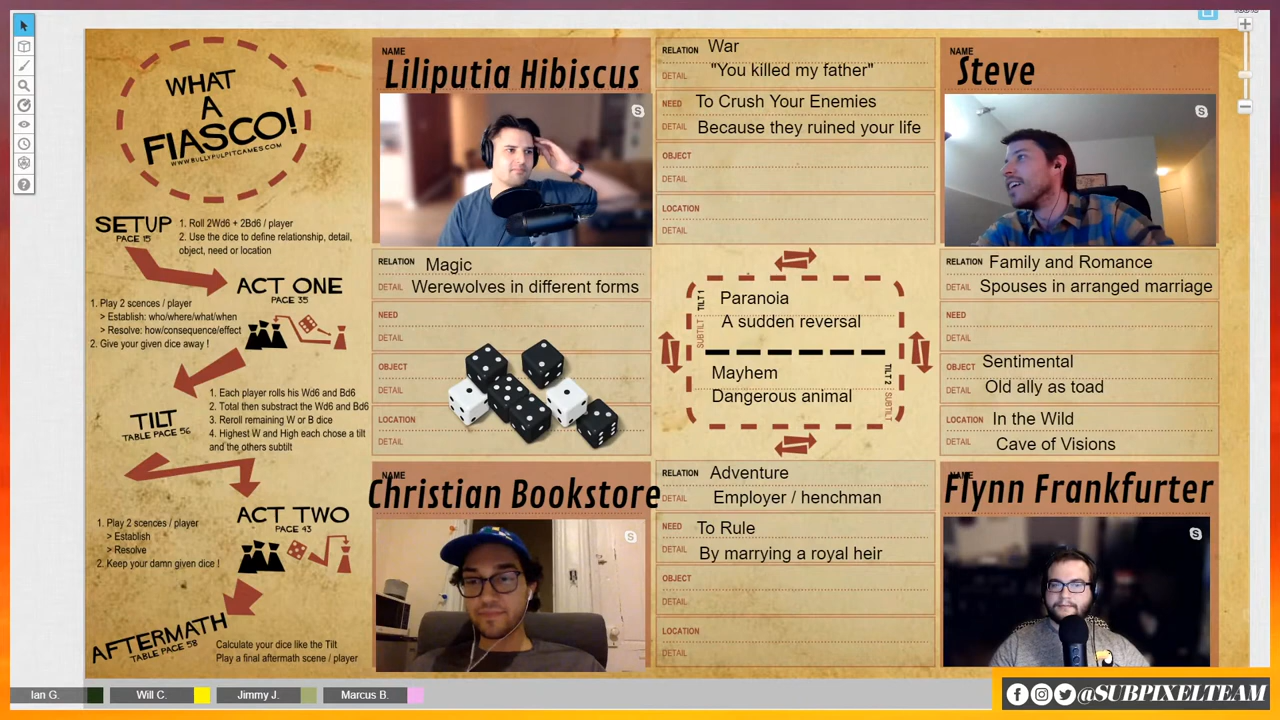 WHAT
A
FIASCO!
WWW.BULLYPULPITGAMES.COM
SETUP
PAGE 15
1. Roll 2Wd6 + 2Bd6 / player
2. Use the dice to define relationship, detail,
object, need or location
ACT ONE
PAGE 35
1. Play 2 scences / player
> Establish: who/where/what/when
> Resolve: how/consequence/effect
2. Give your given dice away !
TILT
TABLE PAGE 56
1. Each player rolls his Wd6 and Bd6
2. Total then substract the Wd6 and Bd6
3. Reroll remaining W or B dice
4. Highest W and High each chose a tilt
and the others subtilt
ACT TWO
PAGE 43
1. Play 2 scences / player
> Establish
> Resolve
2. Keep your damn given dice !
AFTERMATH
TABLE PAGE 58
Calculate your dice like the Tilt
Play a final aftermath scene / player
NAME
Liliputia Hibiscus
RELATION War
DETAIL "You killed my father"
NEED To Crush Your Enemies
DETAIL Because they ruined your life
OBJECT
DETAIL
LOCATION
DETAIL
NAME
Steve
RELATION Magic
DETAIL Werewolves in different forms
NEED
DETAIL
OBJECT
DETAIL
LOCATION
DETAIL
TILT 1
Paranoia
SUBTILT
A sudden reversal
Mayhem
TILT 2
Dangerous animal
SUBTILT
RELATION Family and Romance
DETAIL Spouses in arranged marriage
NEED
DETAIL
OBJECT Sentimental
DETAIL Old ally as toad
LOCATION In the Wild
DETAIL Cave of Visions
NAME
Christian Bookstore
RELATION Adventure
DETAIL Employer / henchman
NEED To Rule
DETAIL By marrying a royal heir
OBJECT
DETAIL
LOCATION
DETAIL
NAME
Flynn Frankfurter
Ian G.
Will C.
Jimmy J.
Marcus B.
@SUBPIXELTEAM